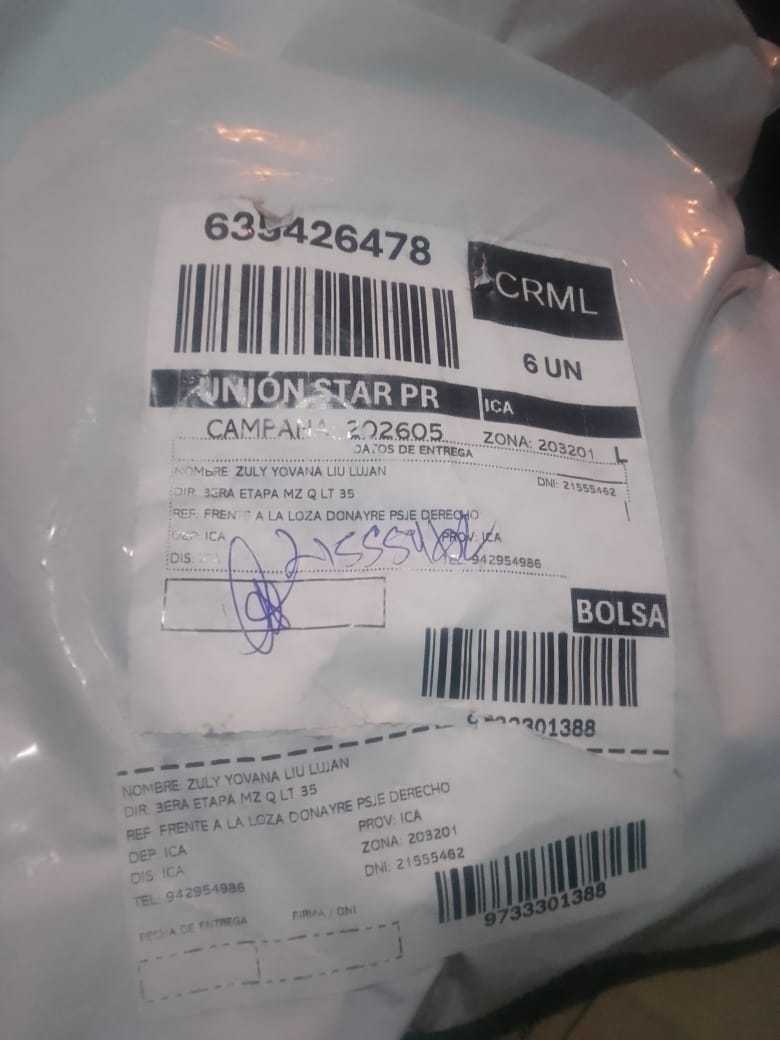 635426478
CRML
6 UN
UNIÓN STAR PR
ICA
CAMPAÑA: 202605
ZONA: 203201 L
DATOS DE ENTREGA
NOMBRE ZULY YOVANA LIU LUJAN
DNI: 21555462
DIR. 3ERA ETAPA MZ Q LT 35
REF. FRENTE A LA LOZA DONAYRE PSJE DERECHO
DEP. ICA PROV. ICA
DIS. TEL. 942954986
21555462
BOLSA
9733301388
NOMBRE ZULY YOVANA LIU LUJAN
DIR. 3ERA ETAPA MZ Q LT 35
REF. FRENTE A LA LOZA DONAYRE PSJE DERECHO
DEP. ICA PROV: ICA
DIS. ICA ZONA: 203201
TEL. 942954986 DNI: 21555462
FECHA DE ENTREGA FIRMA / DNI
9733301388